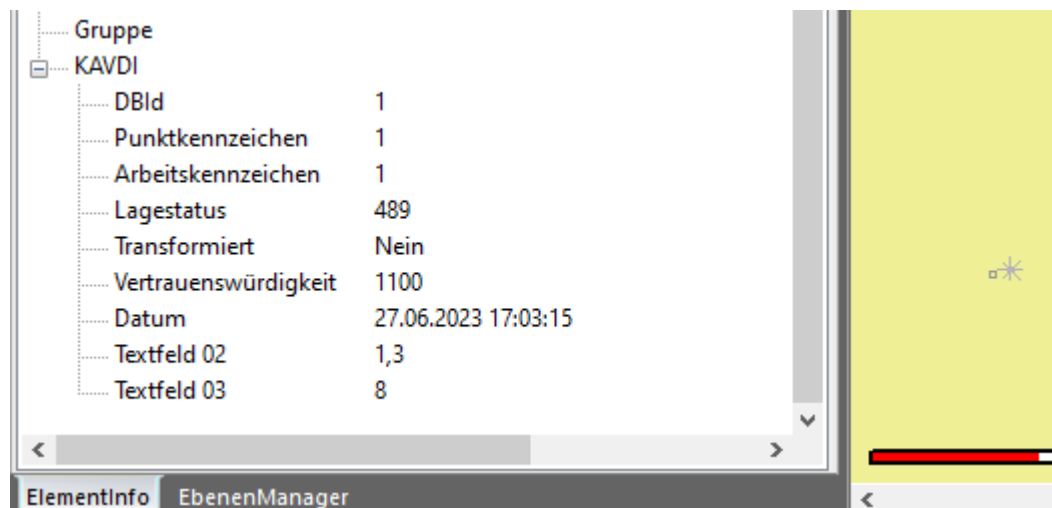 Gruppe
KAVDI
DBId 1
Punktkennzeichen 1
Arbeitskennzeichen 1
Lagestatus 489
Transformiert Nein
Vertrauenswürdigkeit 1100
Datum 27.06.2023 17:03:15
Textfeld 02 1,3
Textfeld 03 8
ElementInfo EbenenManager